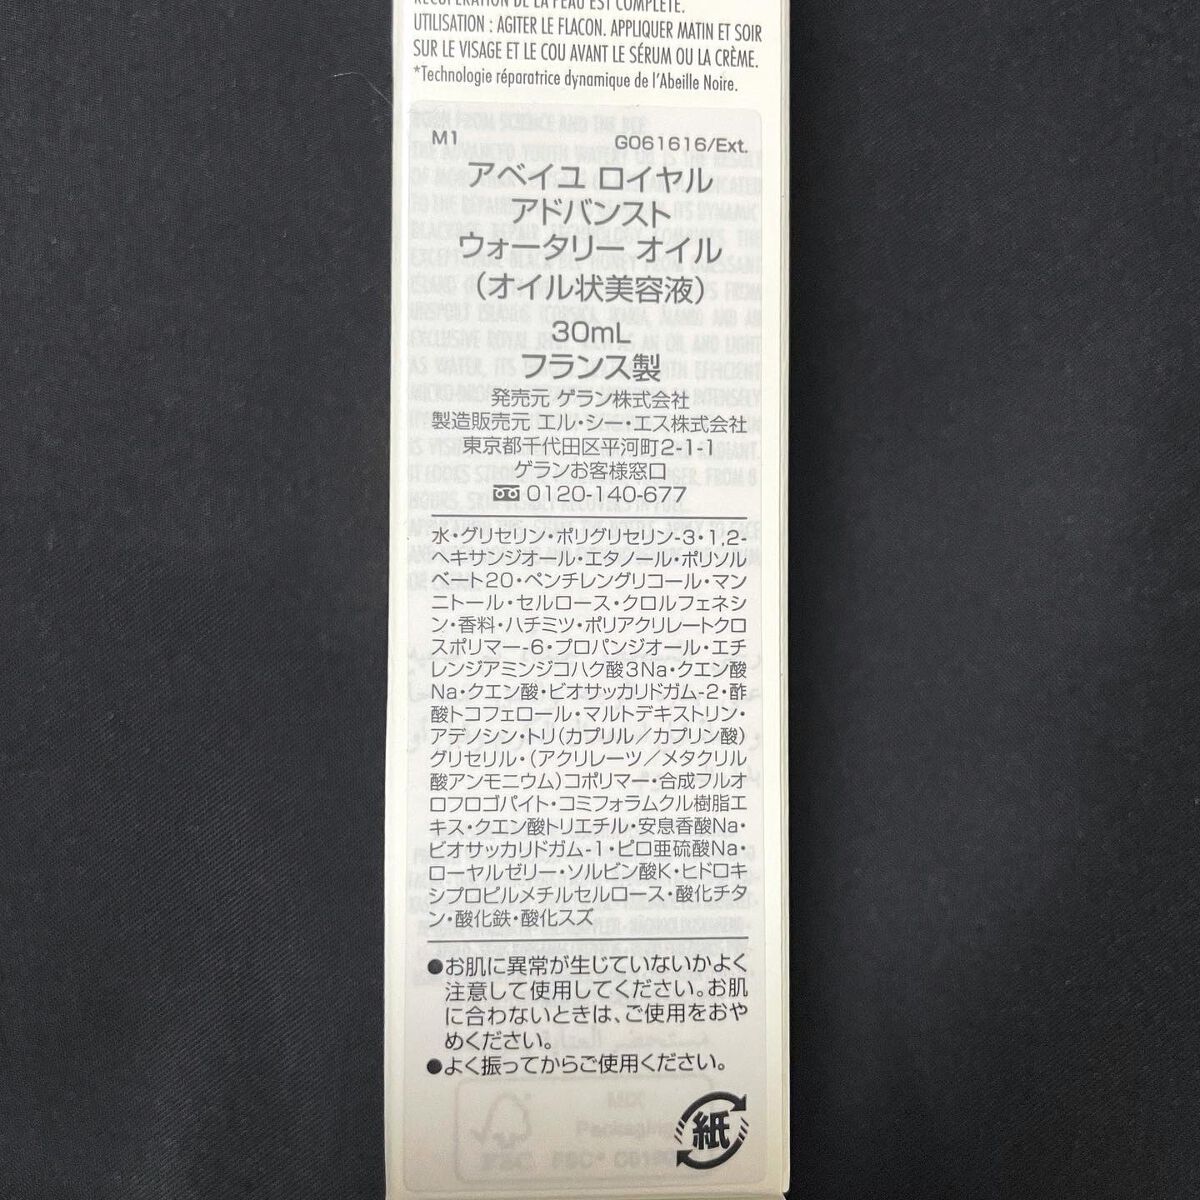 RÉCUPÉRATION DE LA PEAU EST COMPLÈTE.
UTILISATION : AGITER LE FLACON. APPLIQUER MATIN ET SOIR
SUR LE VISAGE ET LE COU AVANT LE SÉRUM OU LA CRÈME.
*Technologie réparatrice dynamique de l'Abeille Noire.
M1 G061616/Ext.
アベイユ ロイヤル
アドバンスト
ウォータリー オイル
(オイル状美容液)
30mL
フランス製
発売元 ゲラン株式会社
製造販売元 エル・シー・エス株式会社
東京都千代田区平河町2-1-1
ゲランお客様窓口
0120-140-677
水・グリセリン・ポリグリセリン-3・1,2-
ヘキサンジオール・エタノール・ポリソル
ベート20・ペンチレングリコール・マン
ニトール・セルロース・クロルフェネシ
ン・香料・ハチミツ・ポリアクリレートクロ
スポリマー-6・プロパンジオール・エチ
レンジアミンジコハク酸3Na・クエン酸
Na・クエン酸・ビオサッカリドガム-2・酢
酸トコフェロール・マルトデキストリン・
アデノシン・トリ(カプリル/カプリン酸)
グリセリル・(アクリレーツ/メタクリル
酸アンモニウム)コポリマー・合成フルオ
ロフロゴパイト・コミフォラムクル樹脂エ
キス・クエン酸トリエチル・安息香酸Na・
ビオサッカリドガム-1・ピロ亜硫酸Na・
ローヤルゼリー・ソルビン酸K・ヒドロキ
シプロピルメチルセルロース・酸化チタ
ン・酸化鉄・酸化スズ
●お肌に異常が生じていないかよく
注意して使用してください。お肌
に合わないときは、ご使用をおや
めください。
●よく振ってからご使用ください。
紙